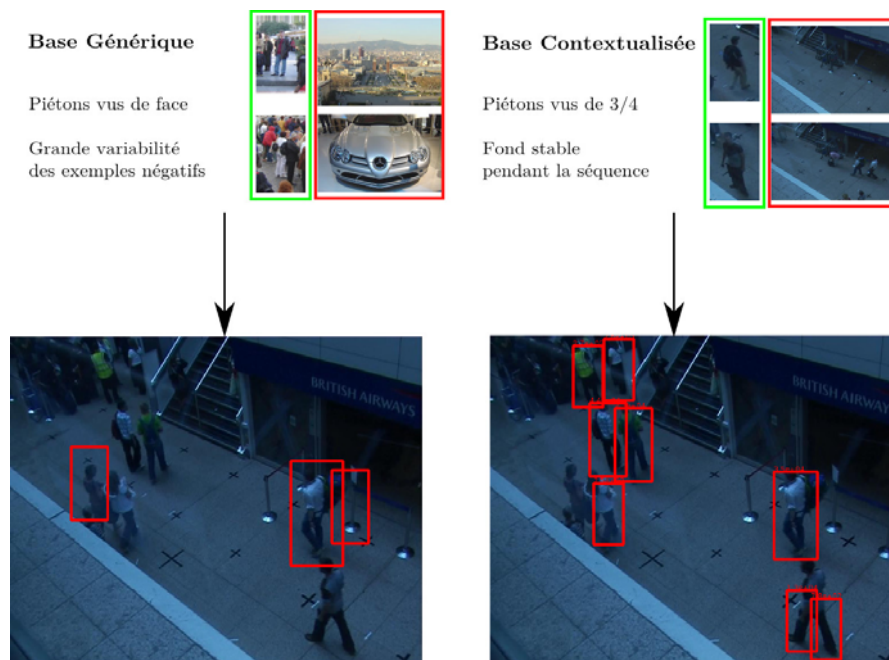 Base Générique
Piétons vus de face
Grande variabilité
des exemples négatifs
Base Contextualisée
Piétons vus de 3/4
Fond stable
pendant la séquence
BRITISH AIRWAYS
BRITISH AIRWAYS